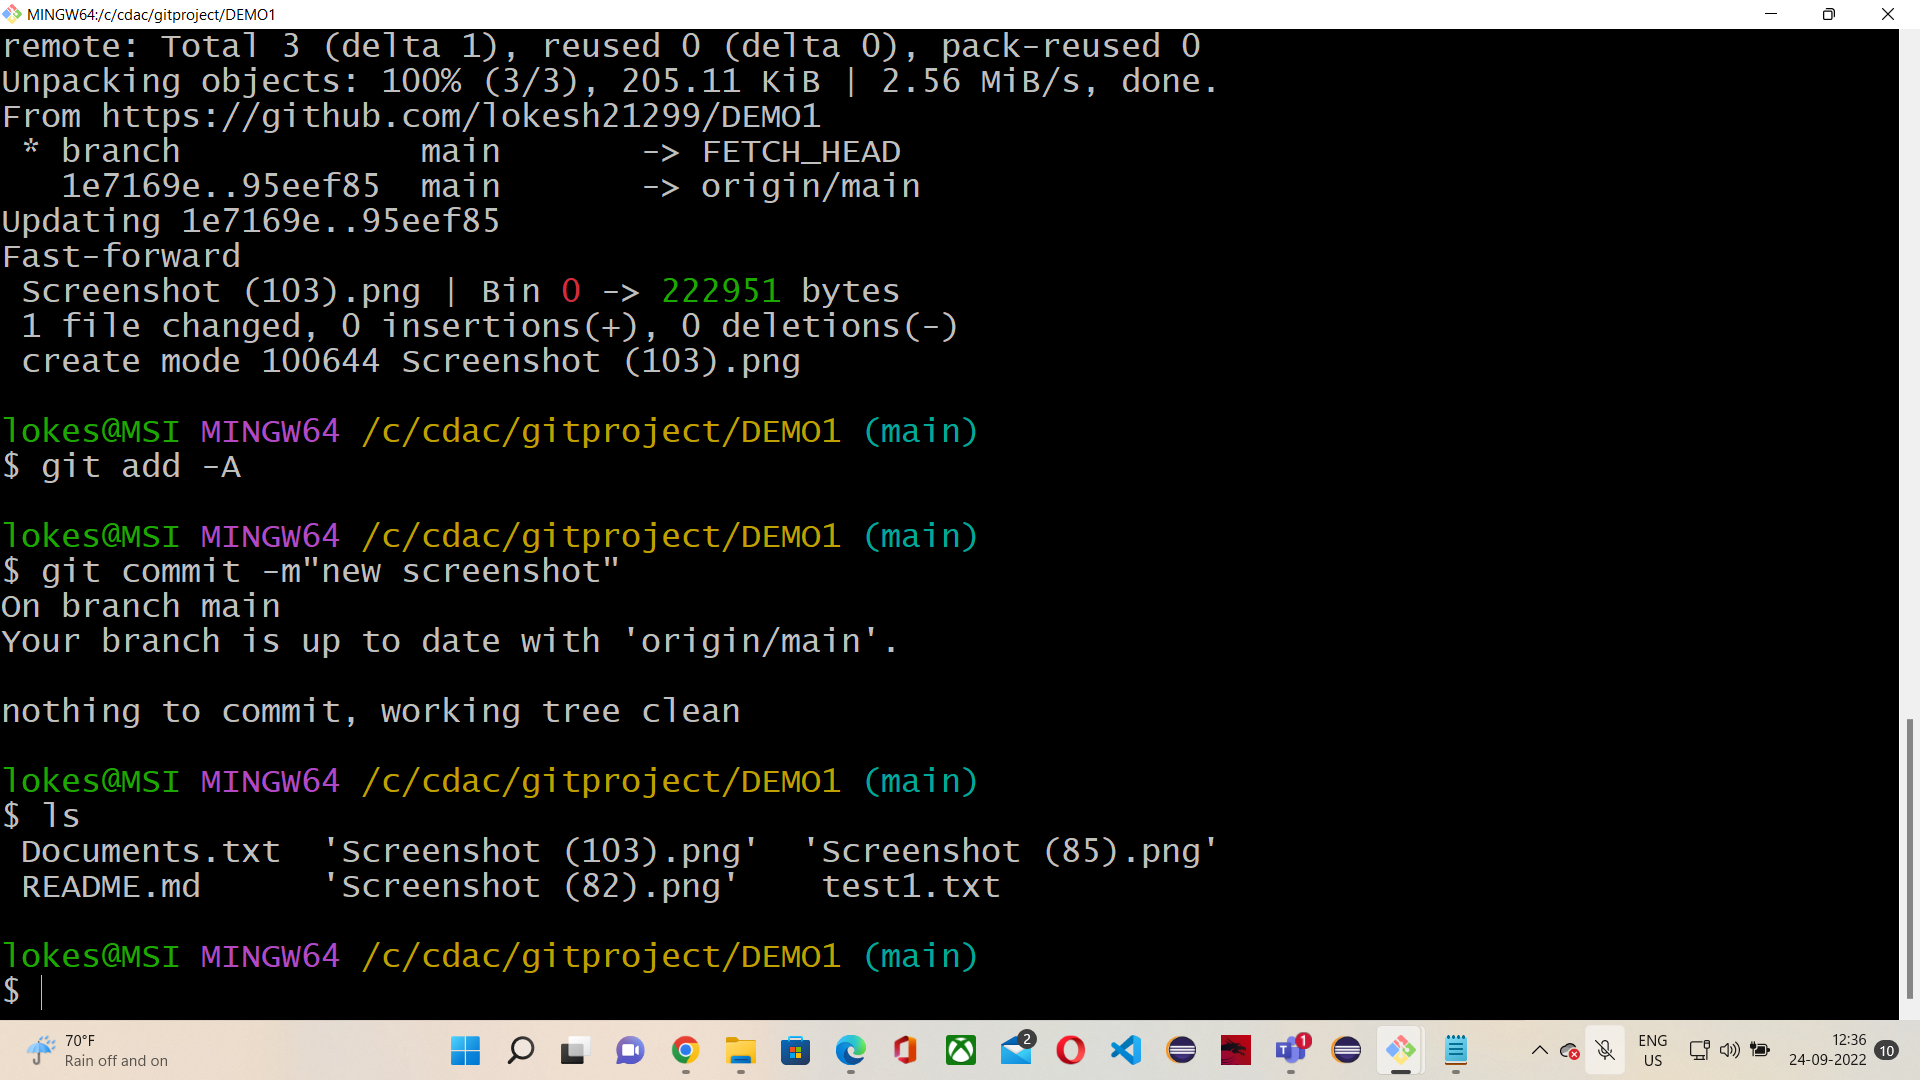 MINGW64:/c/cdac/gitproject/DEMO1
remote: Total 3 (delta 1), reused 0 (delta 0), pack-reused 0
Unpacking objects: 100% (3/3), 205.11 KiB | 2.56 MiB/s, done.
From https://github.com/lokesh21299/DEMO1
 * branch            main       -> FETCH_HEAD
   1e7169e..95eef85  main       -> origin/main
Updating 1e7169e..95eef85
Fast-forward
 Screenshot (103).png | Bin 0 -> 222951 bytes
 1 file changed, 0 insertions(+), 0 deletions(-)
 create mode 100644 Screenshot (103).png
lokes@MSI MINGW64 /c/cdac/gitproject/DEMO1 (main)
$ git add -A
lokes@MSI MINGW64 /c/cdac/gitproject/DEMO1 (main)
$ git commit -m"new screenshot"
On branch main
Your branch is up to date with 'origin/main'.
nothing to commit, working tree clean
lokes@MSI MINGW64 /c/cdac/gitproject/DEMO1 (main)
$ ls
 Documents.txt  'Screenshot (103).png'  'Screenshot (85).png'
 README.md      'Screenshot (82).png'    test1.txt
lokes@MSI MINGW64 /c/cdac/gitproject/DEMO1 (main)
$
70°F
Rain off and on
2
1
ENG
US
12:36
24-09-2022
10